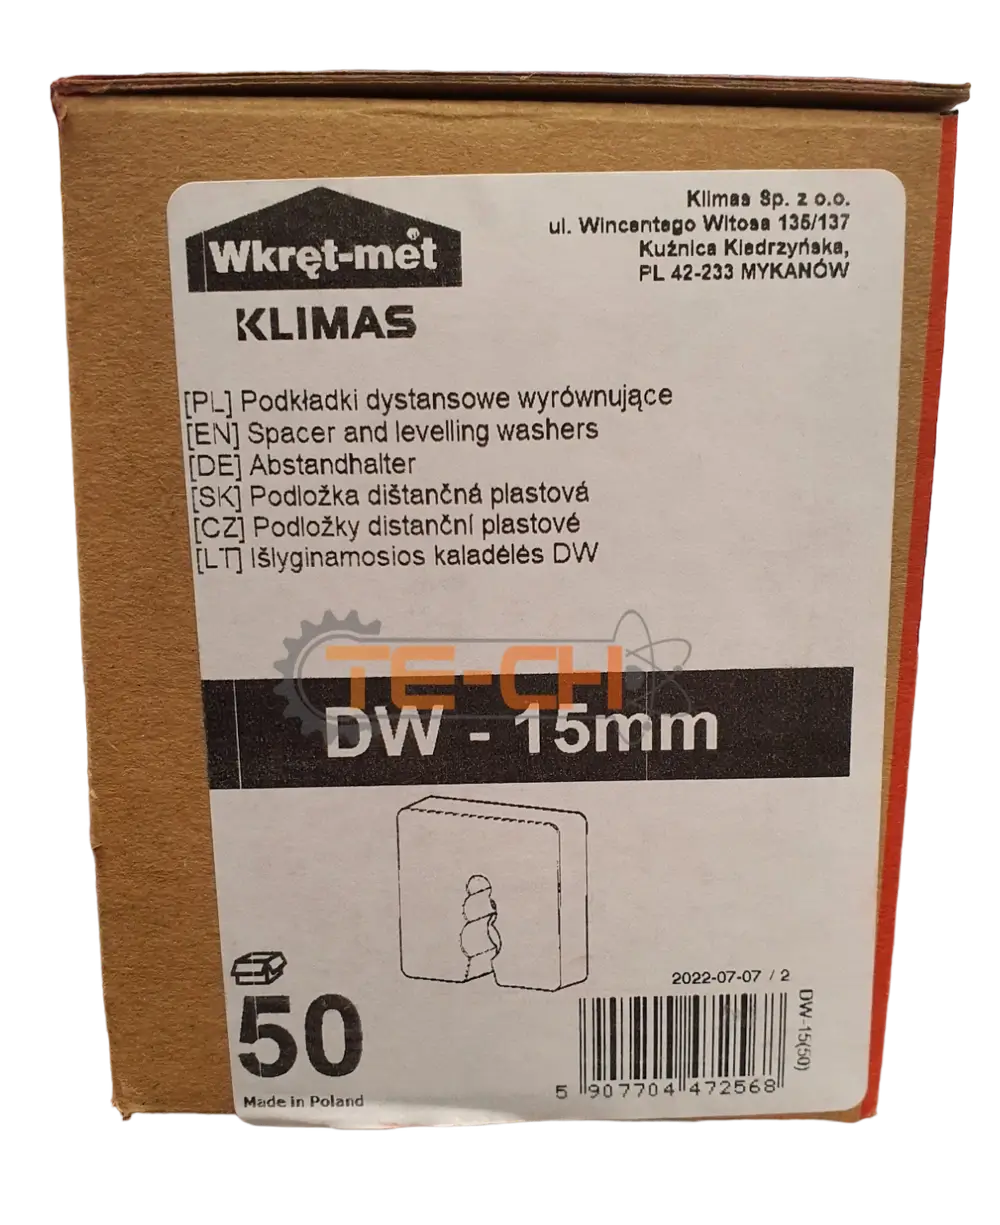 Wkręt-met
KLIMAS
Klimas Sp. z o.o.
ul. Wincentego Witosa 135/137
Kuźnica Kiedrzyńska,
PL 42-233 MYKANÓW
[PL] Podkładki dystansowe wyrównujące
[EN] Spacer and levelling washers
[DE] Abstandhalter
[SK] Podložka dištančná plastová
[CZ] Podložky distanční plastové
[LT] Išlyginamosios kaladėlės DW
TE-CH
DW - 15mm
50
Made in Poland
2022-07-07 / 2
DW-15(50)
5 907704 472568